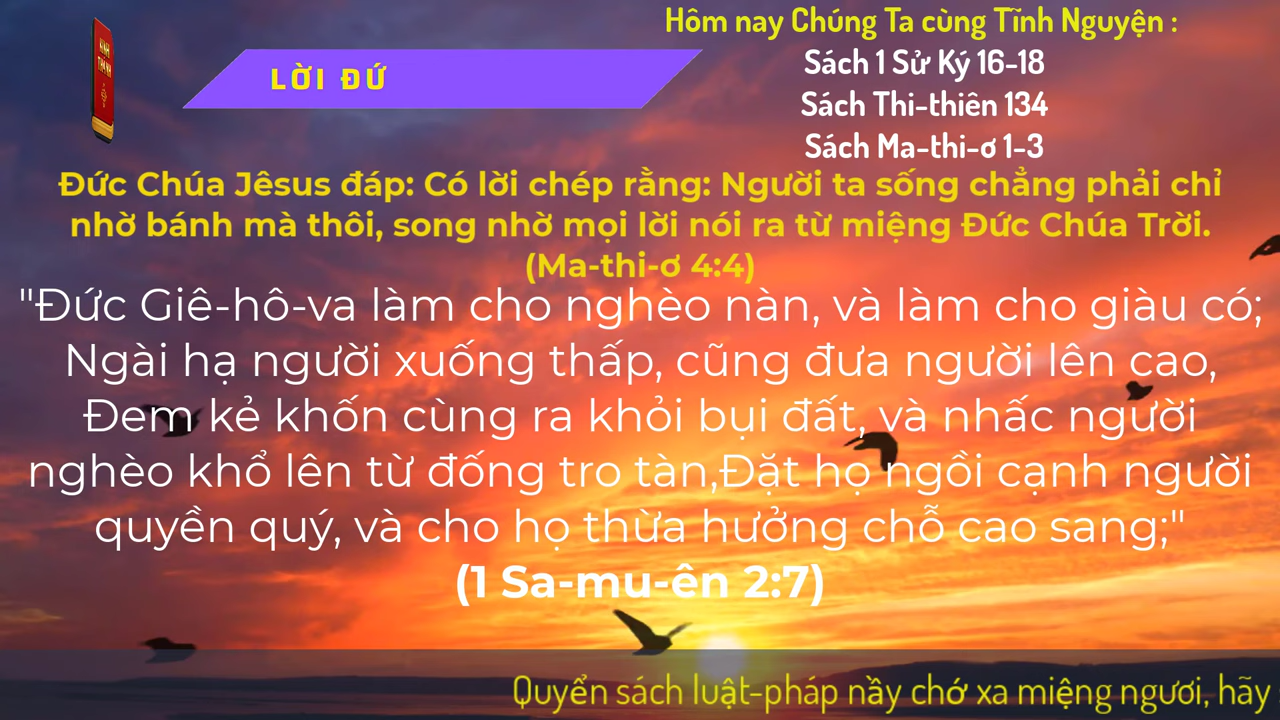 Hôm nay Chúng Ta cùng Tĩnh Nguyện :
Sách 1 Sử Ký 16-18
Sách Thi-thiên 134
Sách Ma-thi-ơ 1-3
KINH
THÁNH
LỜI ĐỨ
Đức Chúa Jêsus đáp: Có lời chép rằng: Người ta sống chẳng phải chỉ
nhờ bánh mà thôi, song nhờ mọi lời nói ra từ miệng Đức Chúa Trời.
(Ma-thi-ơ 4:4)
"Đức Giê-hô-va làm cho nghèo nàn, và làm cho giàu có;
Ngài hạ người xuống thấp, cũng đưa người lên cao,
Đem kẻ khốn cùng ra khỏi bụi đất, và nhấc người
nghèo khổ lên từ đống tro tàn,Đặt họ ngồi cạnh người
quyền quý, và cho họ thừa hưởng chỗ cao sang;"
(1 Sa-mu-ên 2:7)
Quyển sách luật-pháp nầy chớ xa miệng ngươi, hãy